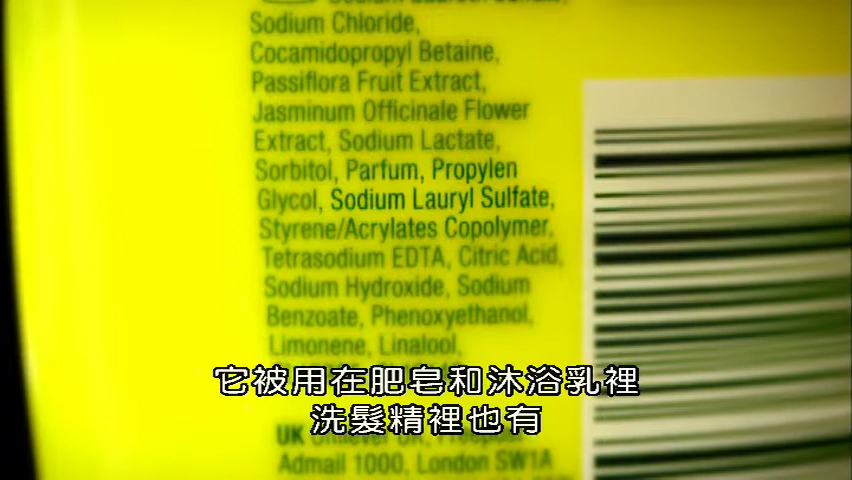 Sodium Chloride,
Cocamidopropyl Betaine,
Passiflora Fruit Extract,
Jasminum Officinale Flower
Extract, Sodium Lactate,
Sorbitol, Parfum, Propylen
Glycol, Sodium Lauryl Sulfate,
Styrene/Acrylates Copolymer,
Tetrasodium EDTA, Citric Acid,
Sodium Hydroxide, Sodium
Benzoate, Phenoxyethanol,
Limonene, Linalool,
它被用在肥皂和沐浴乳裡
洗髮精裡也有
UK
Admail 1000, London SW1A